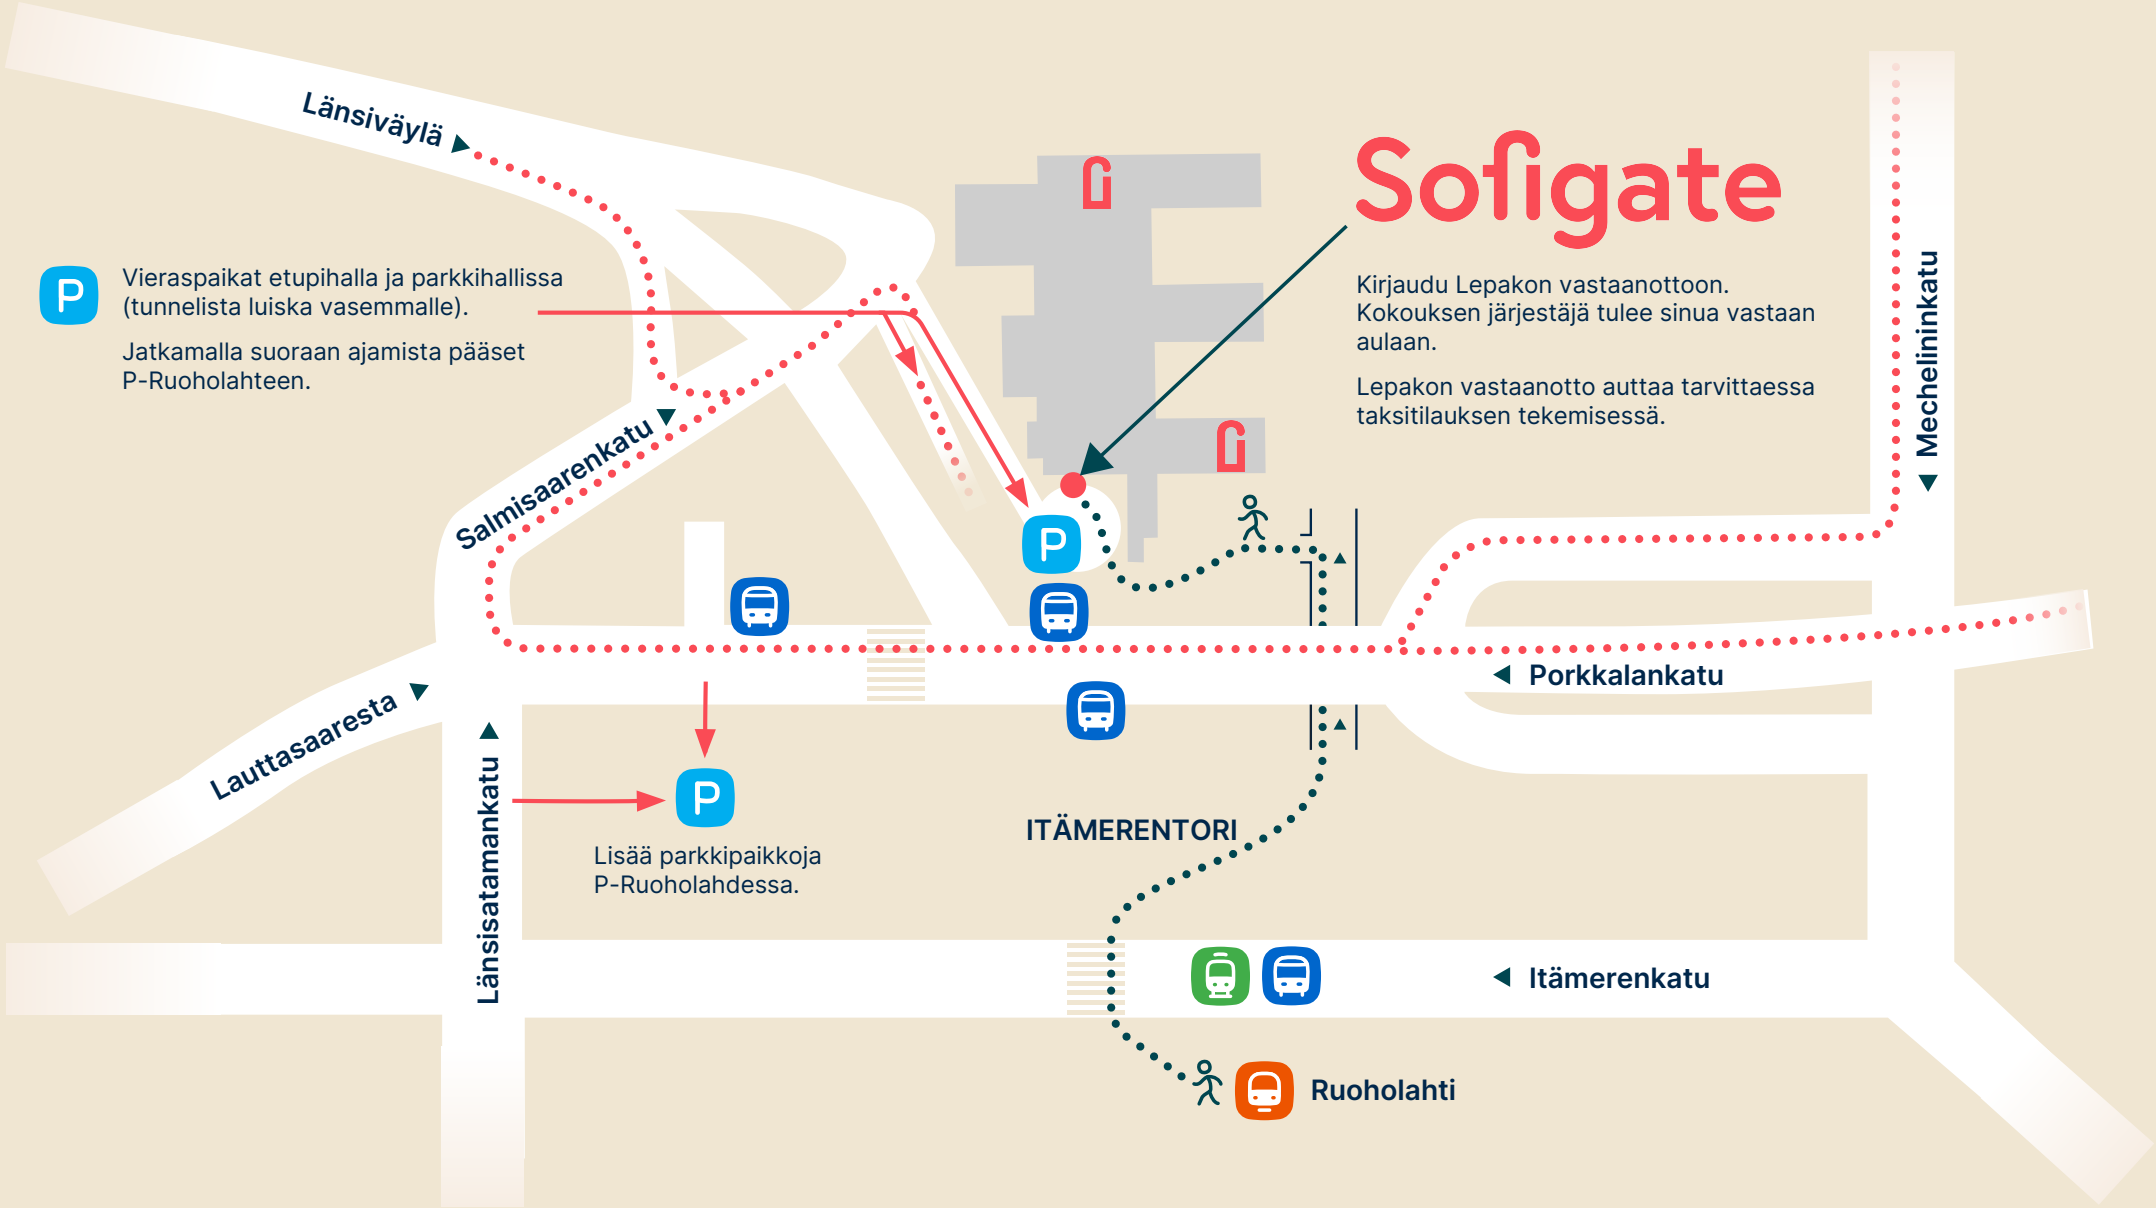 Länsiväylä
Sofigate
Vieraspaikat etupihalla ja parkkihallissa
(tunnelista luiska vasemmalle).
Jatkamalla suoraan ajamista pääset
P-Ruoholahteen.
P
Kirjaudu Lepakon vastaanottoon.
Kokouksen järjestäjä tulee sinua vastaan
aulaan.
Lepakon vastaanotto auttaa tarvittaessa
taksitilauksen tekemisessä.
Mechelininkatu
Salmisaarenkatu
P
Porkkalankatu
Lauttasaaresta
Länsisatamankatu
P
Lisää parkkipaikkoja
P-Ruoholahdessa.
ITÄMERENTORI
Itämerenkatu
Ruoholahti